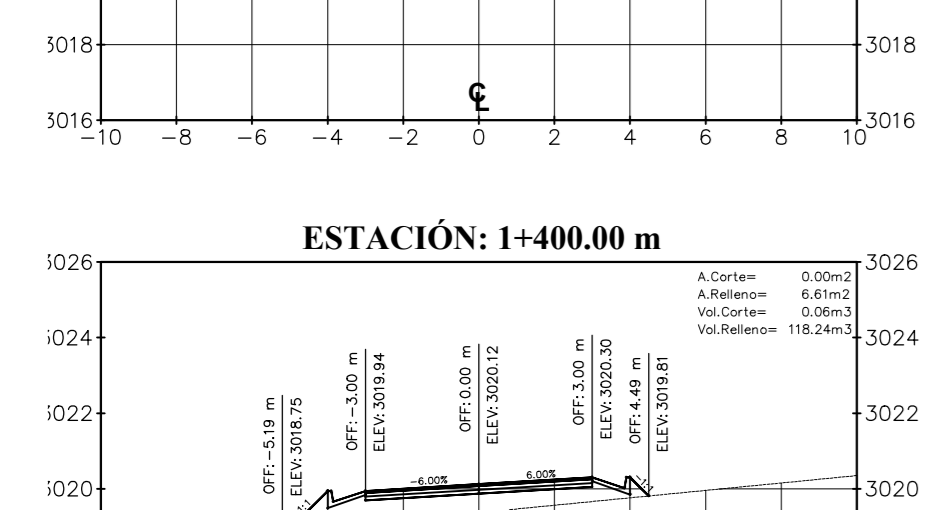 3018 3018
℄
3016 3016
-10 -8 -6 -4 -2 0 2 4 6 8 10
ESTACIÓN: 1+400.00 m
3026 3026
A.Corte= 0.00m2
A.Relleno= 6.61m2
Vol.Corte= 0.06m3
Vol.Relleno= 118.24m3
3024 3024
OFF: -5.19 m
ELEV: 3018.75
OFF: -3.00 m
ELEV: 3019.94
OFF: 0.00 m
ELEV: 3020.12
OFF: 3.00 m
ELEV: 3020.30
OFF: 4.49 m
ELEV: 3019.81
3022 3022
-6.00% 6.00%
3020 3020
1:1